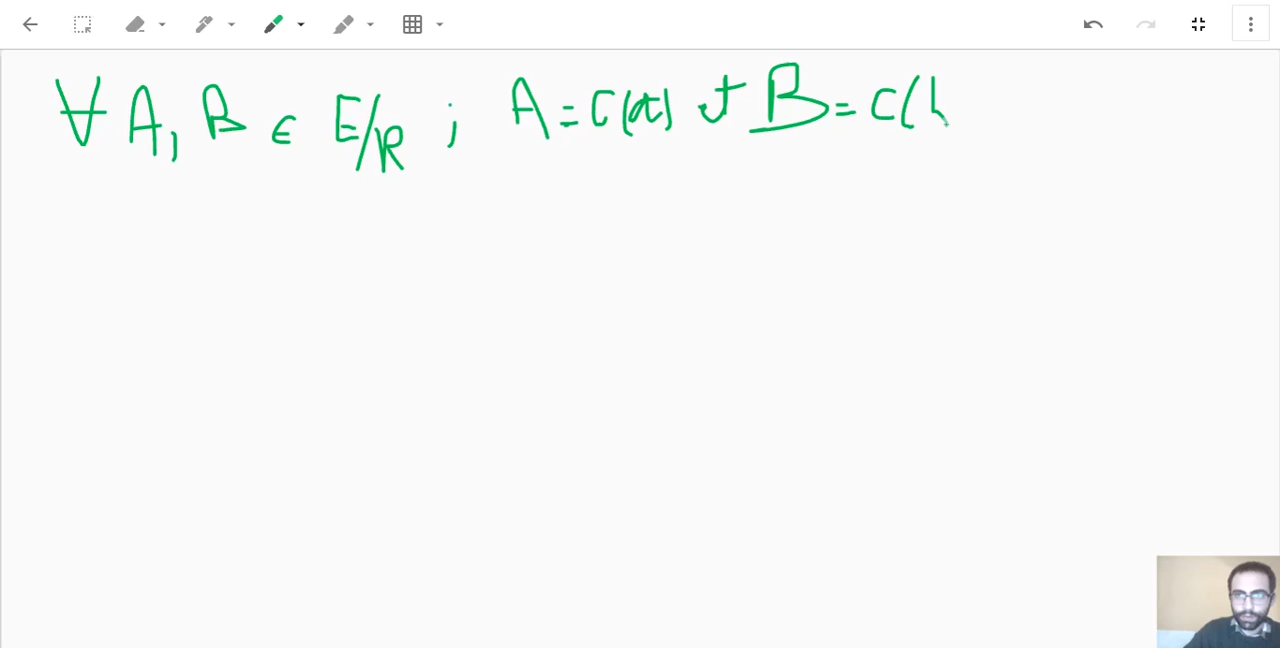 ∀ A, B ∈ E/R ; A = C(a) et B = C(b